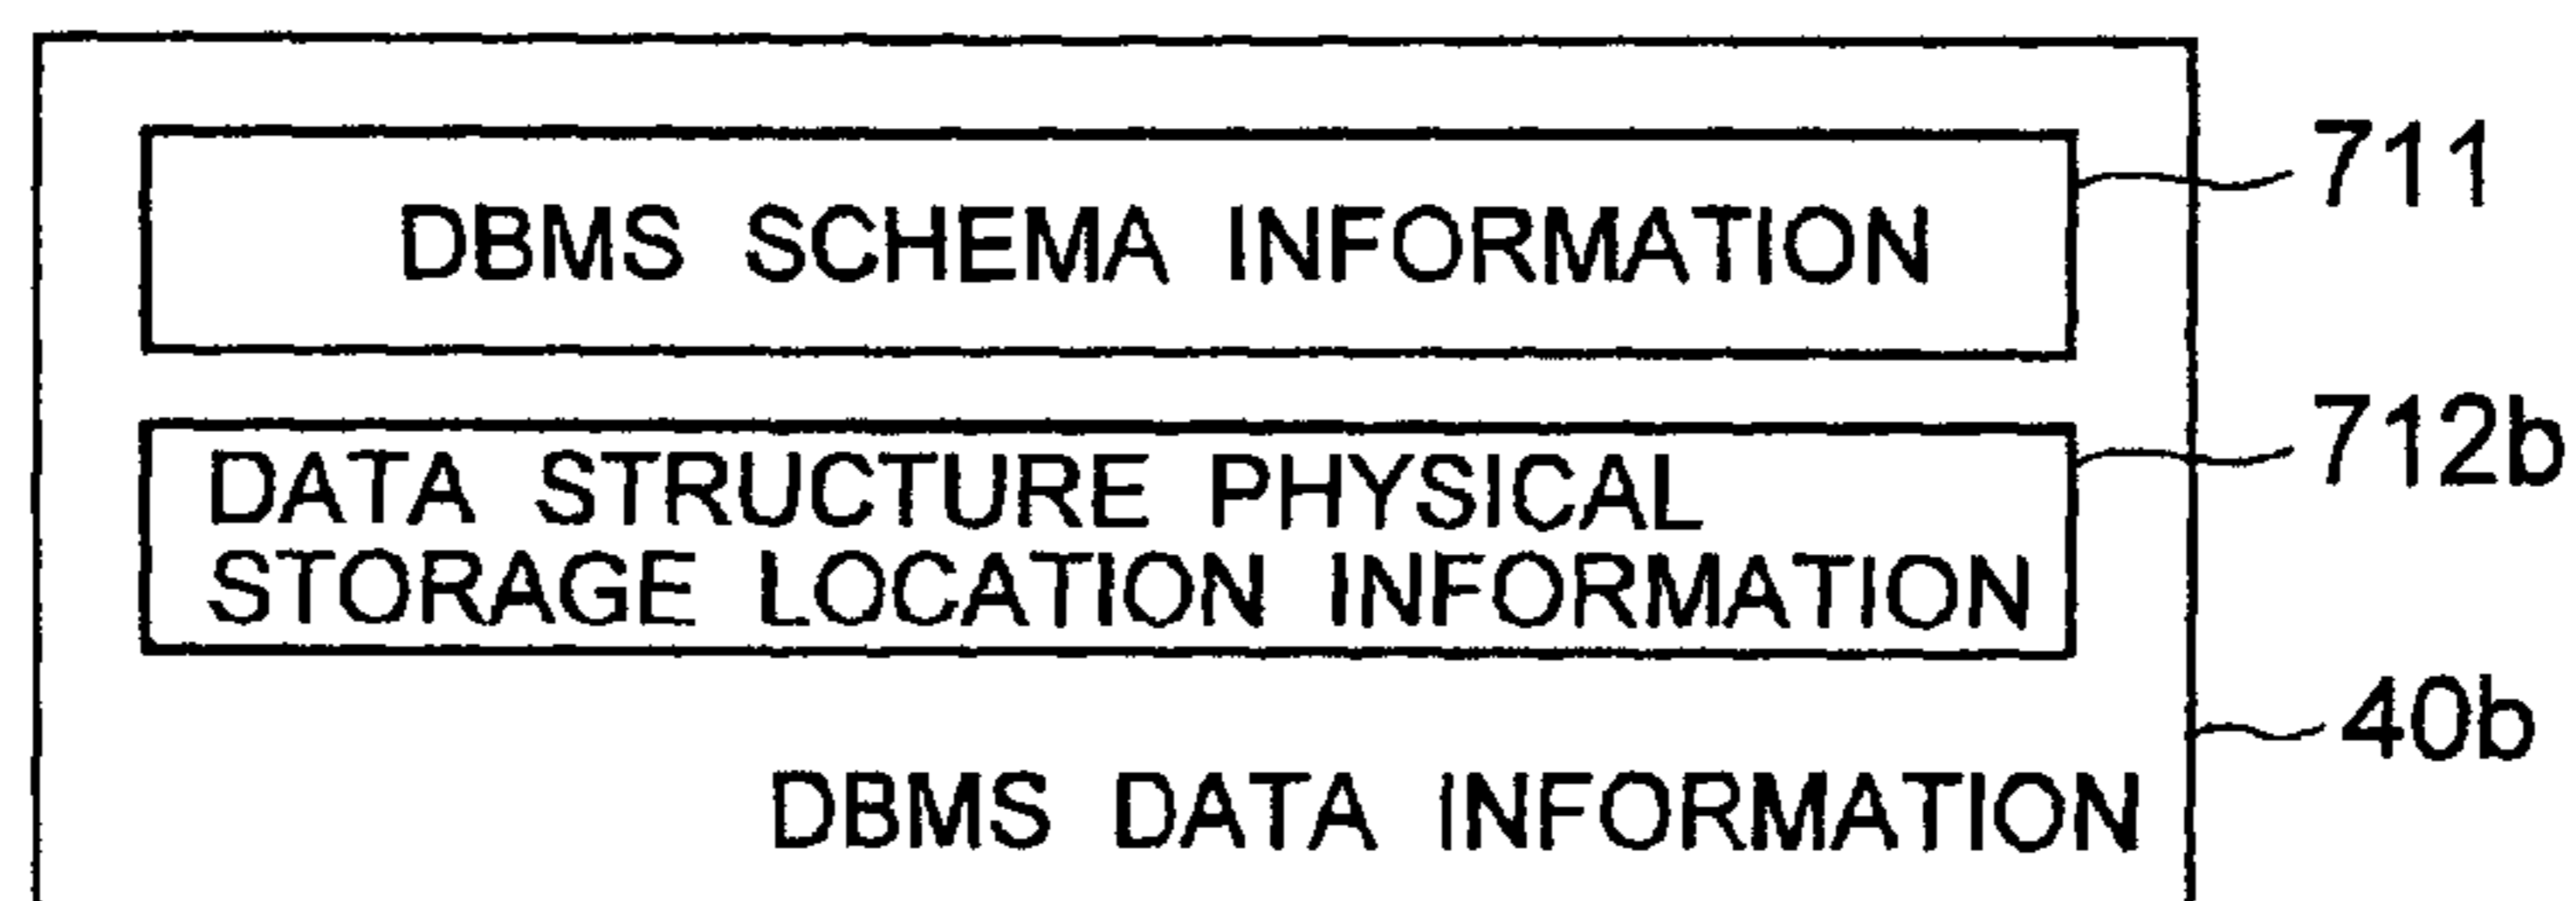 DBMS SCHEMA INFORMATION
711
DATA STRUCTURE PHYSICAL
STORAGE LOCATION INFORMATION
712b
DBMS DATA INFORMATION
40b